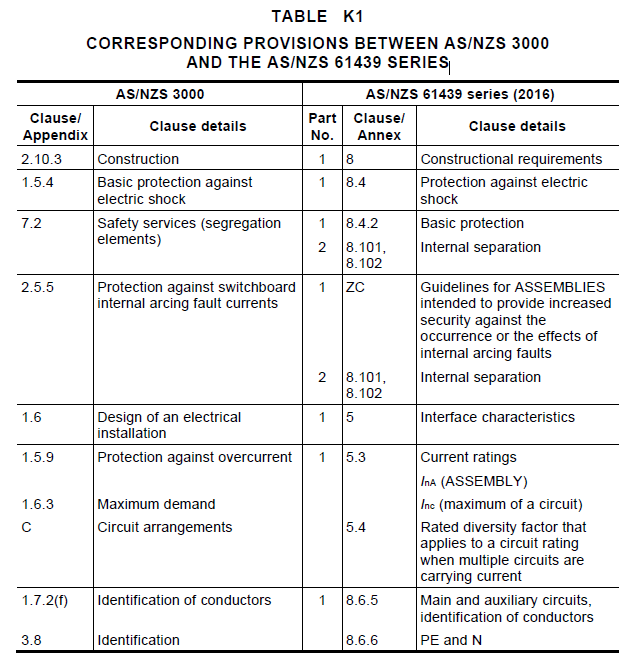 TABLE K1
CORRESPONDING PROVISIONS BETWEEN AS/NZS 3000
AND THE AS/NZS 61439 SERIES
AS/NZS 3000 AS/NZS 61439 series (2016)
Clause/ Appendix Clause details Part No. Clause/ Annex Clause details
2.10.3 Construction 1 8 Constructional requirements
1.5.4 Basic protection against 1 8.4 Protection against electric
electric shock shock
7.2 Safety services (segregation 1 8.4.2 Basic protection
elements)
2 8.101, Internal separation
8.102
2.5.5 Protection against switchboard 1 ZC Guidelines for ASSEMBLIES
internal arcing fault currents intended to provide increased
security against the
occurrence or the effects of
internal arcing faults
2 8.101, Internal separation
8.102
1.6 Design of an electrical 1 5 Interface characteristics
installation
1.5.9 Protection against overcurrent 1 5.3 Current ratings
InA (ASSEMBLY)
1.6.3 Maximum demand Inc (maximum of a circuit)
C Circuit arrangements 5.4 Rated diversity factor that
applies to a circuit rating
when multiple circuits are
carrying current
1.7.2(f) Identification of conductors 1 8.6.5 Main and auxiliary circuits,
identification of conductors
3.8 Identification 8.6.6 PE and N